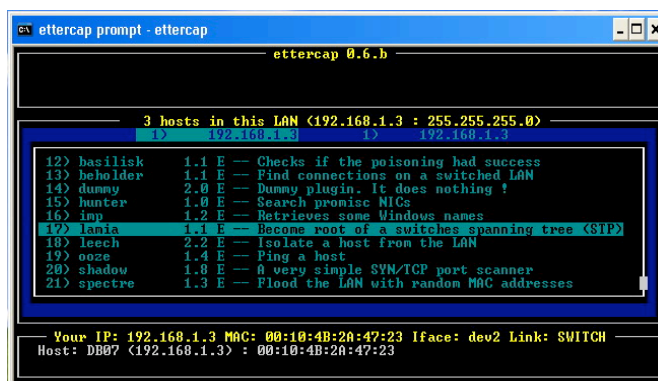 ettercap prompt - ettercap
ettercap 0.6.b
3 hosts in this LAN (192.168.1.3 : 255.255.255.0)
1) 192.168.1.3 1) 192.168.1.3
12) basilisk 1.1 E -- Checks if the poisoning had success
13) beholder 1.1 E -- Find connections on a switched LAN
14) dummy 2.0 E -- Dummy plugin. It does nothing !
15) hunter 1.0 E -- Search promisc NICs
16) imp 1.2 E -- Retrieves some Windows names
17) lamia 1.1 E -- Become root of a switches spanning tree (STP)
18) leech 2.2 E -- Isolate a host from the LAN
19) ooze 1.4 E -- Ping a host
20) shadow 1.8 E -- A very simple SYN/TCP port scanner
21) spectre 1.3 E -- Flood the LAN with random MAC addresses
Your IP: 192.168.1.3 MAC: 00:10:4B:2A:47:23 Iface: dev2 Link: SWITCH
Host: DB07 (192.168.1.3) : 00:10:4B:2A:47:23